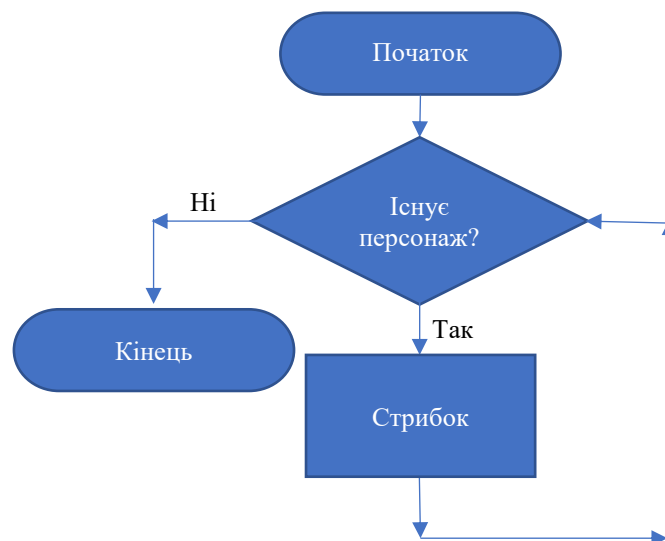 Початок
Ні
Існує
персонаж?
Так
Кінець
Стрибок